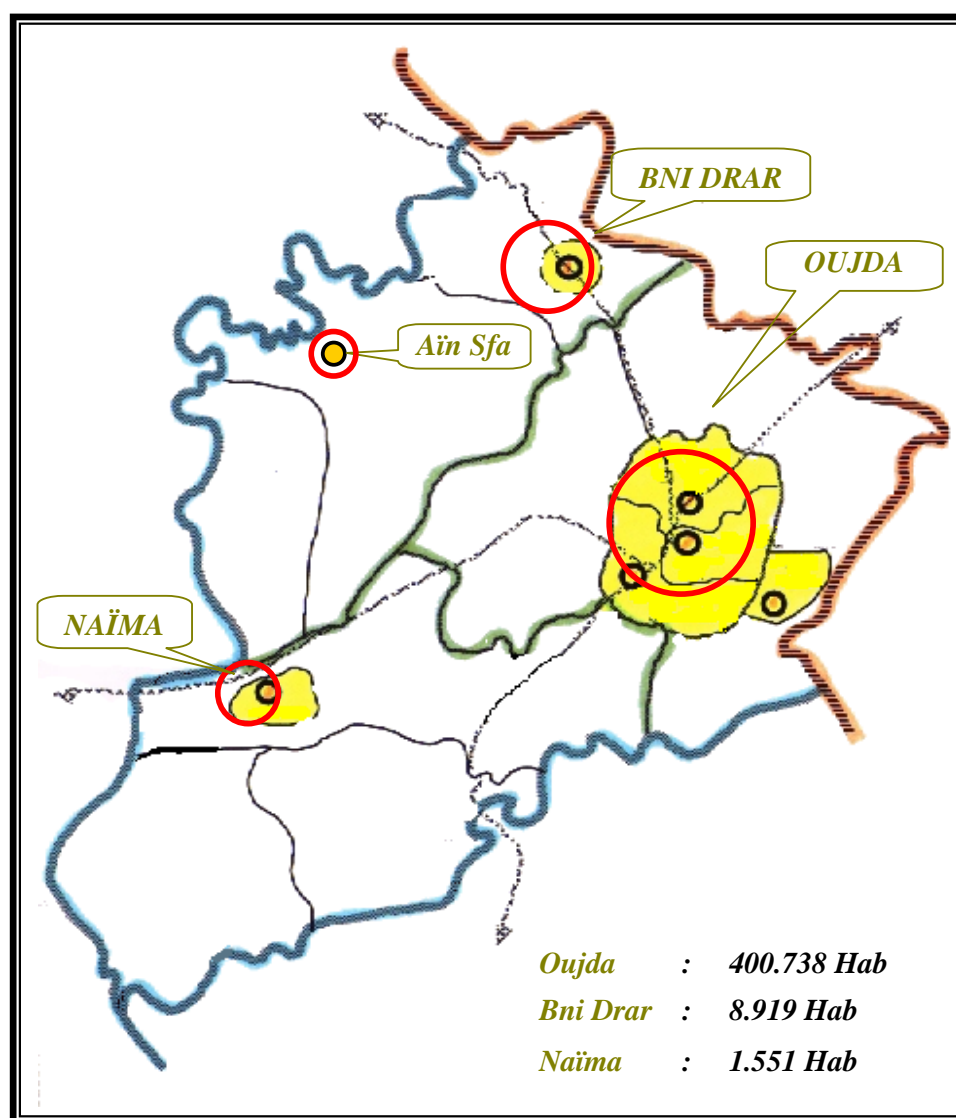 BNI DRAR
OUJDA
Aïn Sfa
NAÏMA
Oujda : 400.738 Hab
Bni Drar : 8.919 Hab
Naïma : 1.551 Hab